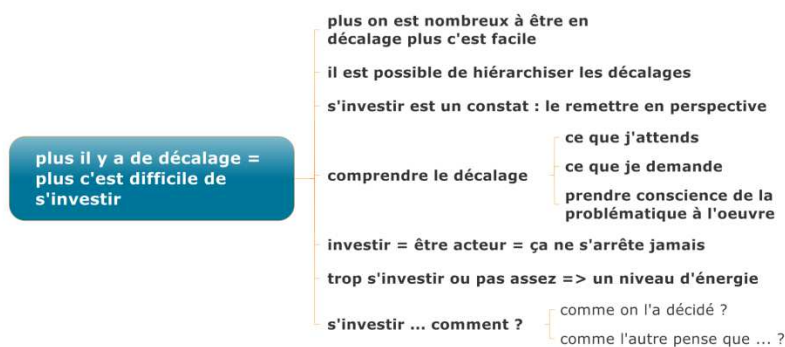 plus il y a de décalage =
plus c'est difficile de
s'investir
plus on est nombreux à être en
décalage plus c'est facile
il est possible de hiérarchiser les décalages
s'investir est un constat : le remettre en perspective
comprendre le décalage
ce que j'attends
ce que je demande
prendre conscience de la
problématique à l'oeuvre
investir = être acteur = ça ne s'arrête jamais
trop s'investir ou pas assez => un niveau d'énergie
s'investir ... comment ?
comme on l'a décidé ?
comme l'autre pense que ... ?